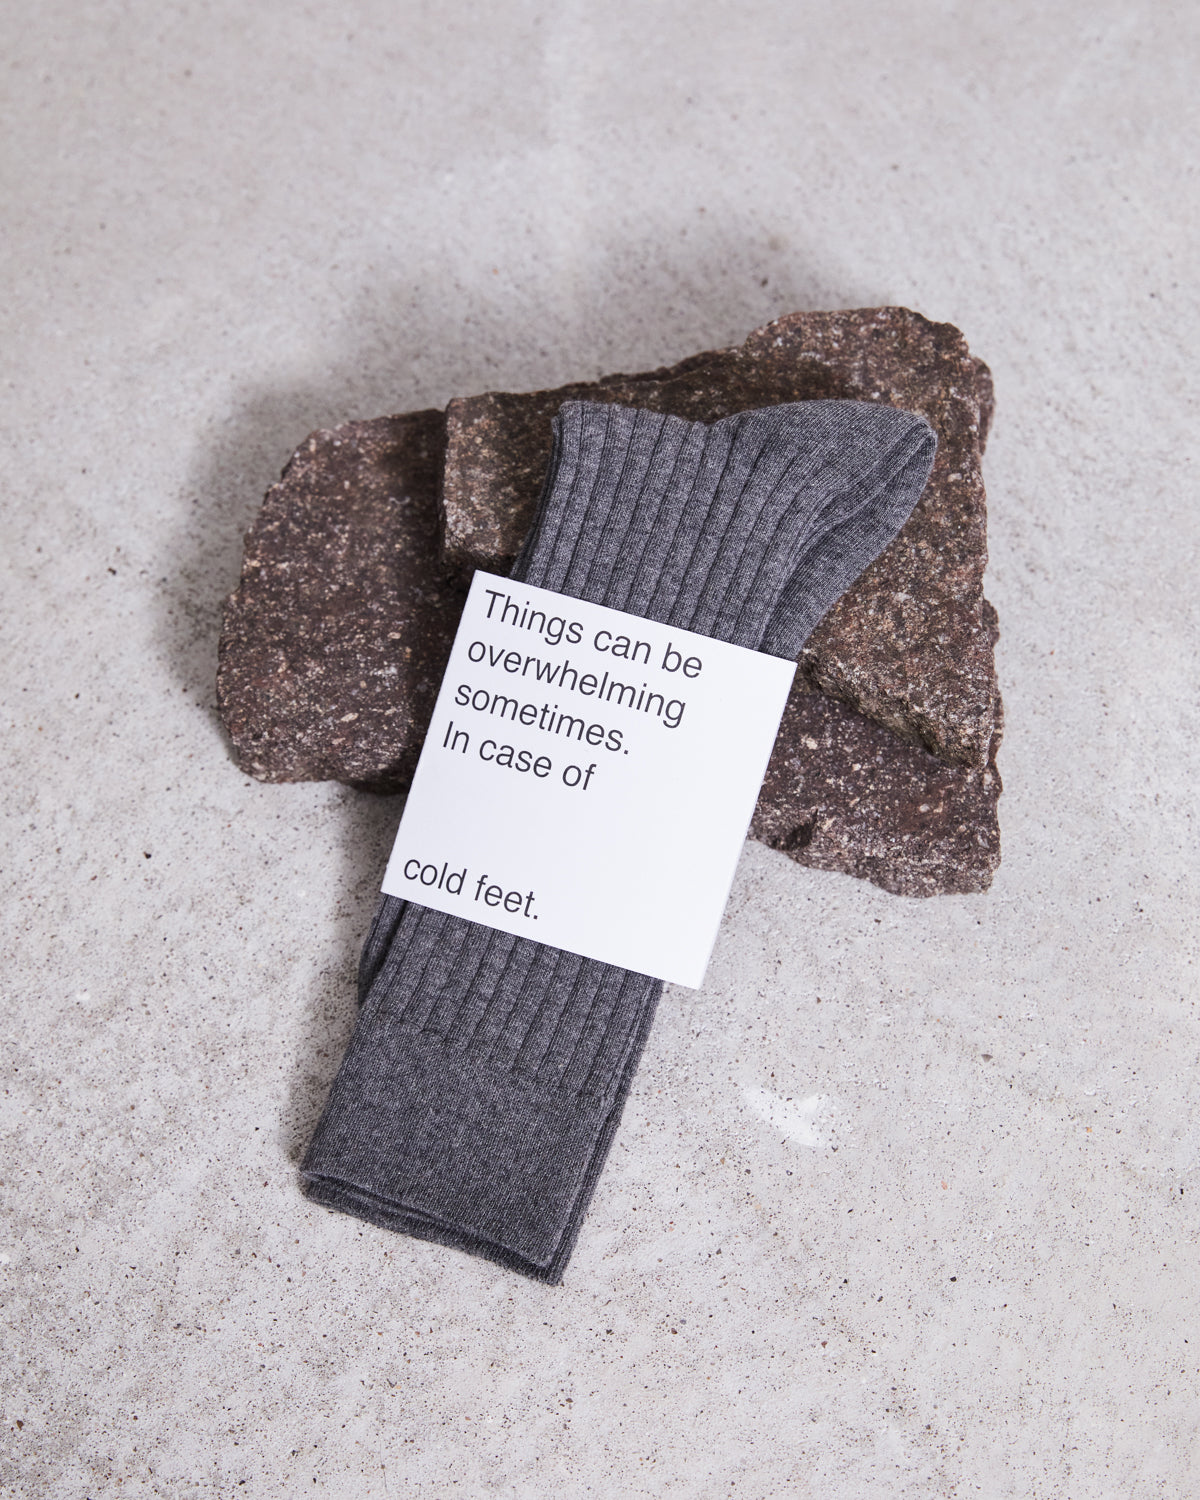 Things can be
overwhelming
sometimes.
In case of
cold feet.